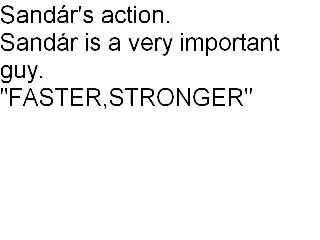 Sandár's action.
Sandár is a very important
guy.
"FASTER,STRONGER"